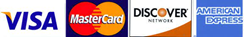 VISA
MasterCard
DISCOVER
NETWORK
AMERICAN
EXPRESS